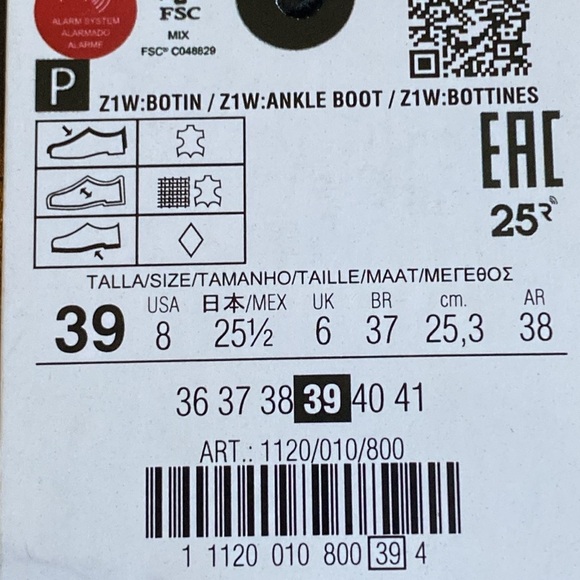 ALARM SYSTEM
ALARMADO
ALARME
FSC
MIX
FSC® C048829
P
Z1W:BOTIN / Z1W:ANKLE BOOT / Z1W:BOTTINES
EAC
25R
TALLA/SIZE/TAMANHO/TAILLE/MAAT/ΜΕΓΕΘΟΣ
USA 日本/MEX UK BR cm. AR
39 8 25½ 6 37 25,3 38
36 37 38 39 40 41
ART.: 1120/010/800
1 1120 010 800 39 4